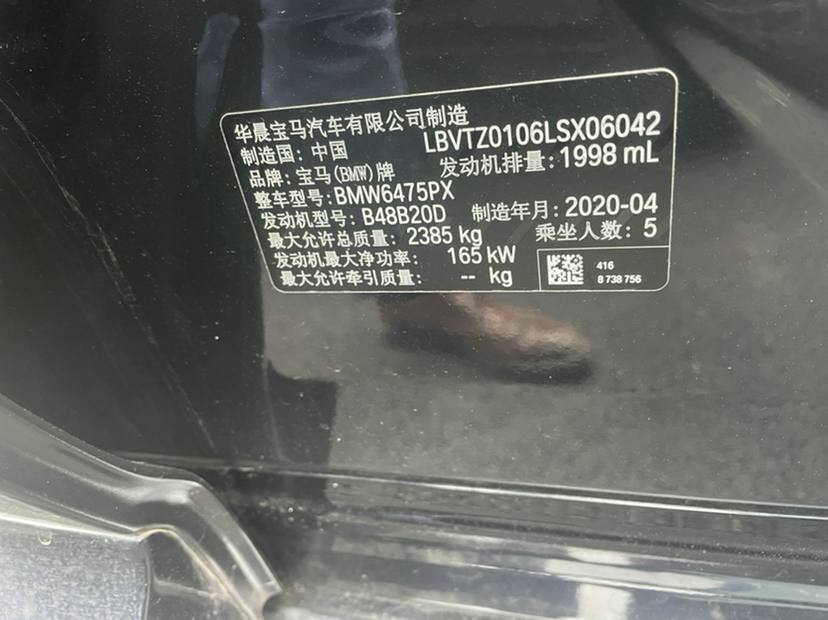 华晨宝马汽车有限公司制造
制造国：中国 LBVTZ0106LSX06042
品牌：宝马(BMW)牌 发动机排量：1998 mL
整车型号：BMW6475PX
发动机型号：B48B20D 制造年月：2020-04
最大允许总质量：2385 kg 乘坐人数：5
发动机最大净功率： 165 kW
最大允许牵引质量： -- kg
416
8 738 756